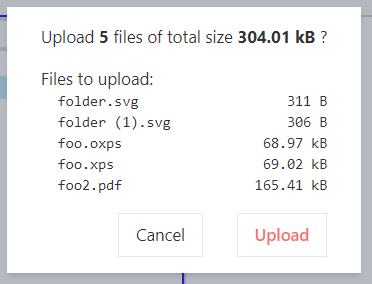 Upload 5 files of total size 304.01 kB ?
Files to upload:
folder.svg 311 B
folder (1).svg 306 B
foo.oxps 68.97 kB
foo.xps 69.02 kB
foo2.pdf 165.41 kB
Cancel Upload